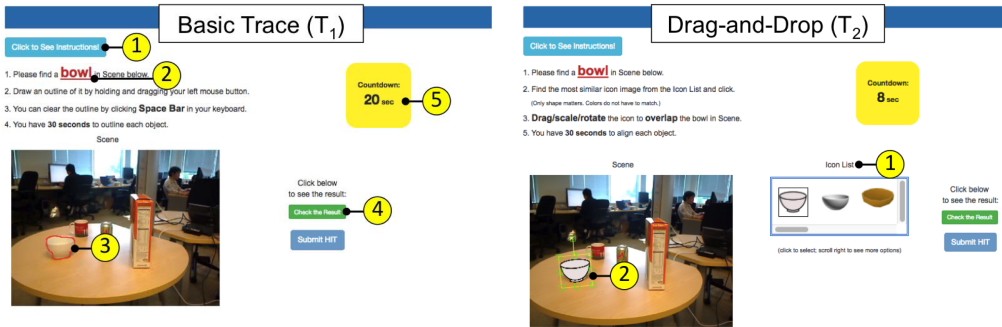 Basic Trace (T1)
Click to See Instructions!
1
1. Please find a bowl in Scene below.
2
2. Draw an outline of it by holding and dragging your left mouse button.
3. You can clear the outline by clicking Space Bar in your keyboard.
4. You have 30 seconds to outline each object.
Countdown:
20 sec
5
Scene
3
Click below
to see the result:
Check the Result
4
Submit HIT
Drag-and-Drop (T2)
Click to See Instructions!
1. Please find a bowl in Scene below.
2. Find the most similar icon image from the Icon List and click.
(Only shape matters. Colors do not have to match.)
3. Drag/scale/rotate the icon to overlap the bowl in Scene.
5. You have 30 seconds to align each object.
Countdown:
8 sec
Scene
2
Icon List
1
(click to select; scroll right to see more options)
Click below
to see the result:
Check the Result
Submit HIT